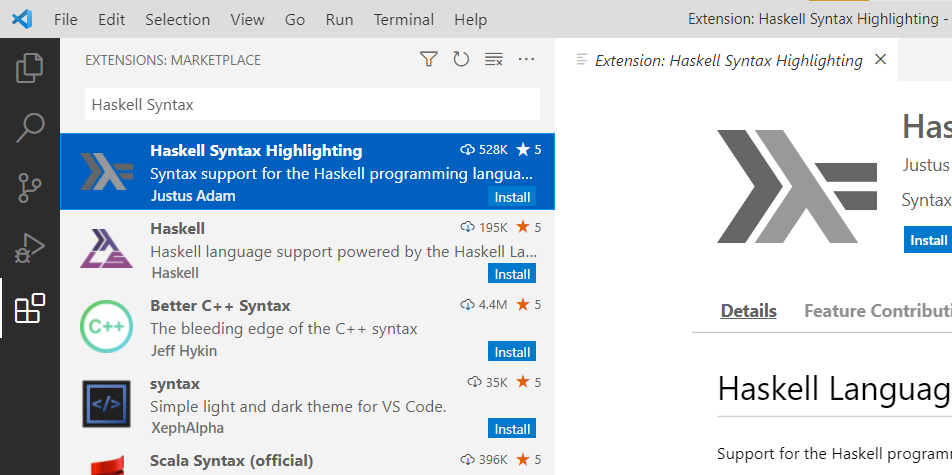 File Edit Selection View Go Run Terminal Help
Extension: Haskell Syntax Highlighting -
EXTENSIONS: MARKETPLACE
Haskell Syntax
Haskell Syntax Highlighting 528K 5
Syntax support for the Haskell programming langua...
Justus Adam Install
Haskell 195K 5
Haskell language support powered by the Haskell La...
Haskell Install
Better C++ Syntax 4.4M 5
C++
The bleeding edge of the C++ syntax
Jeff Hykin Install
syntax 35K 5
</>
Simple light and dark theme for VS Code.
XephAlpha Install
Scala Syntax (official) 396K 5
Extension: Haskell Syntax Highlighting
Has
Justus
Syntax
Install
Details Feature Contributi
Haskell Languag
Support for the Haskell program